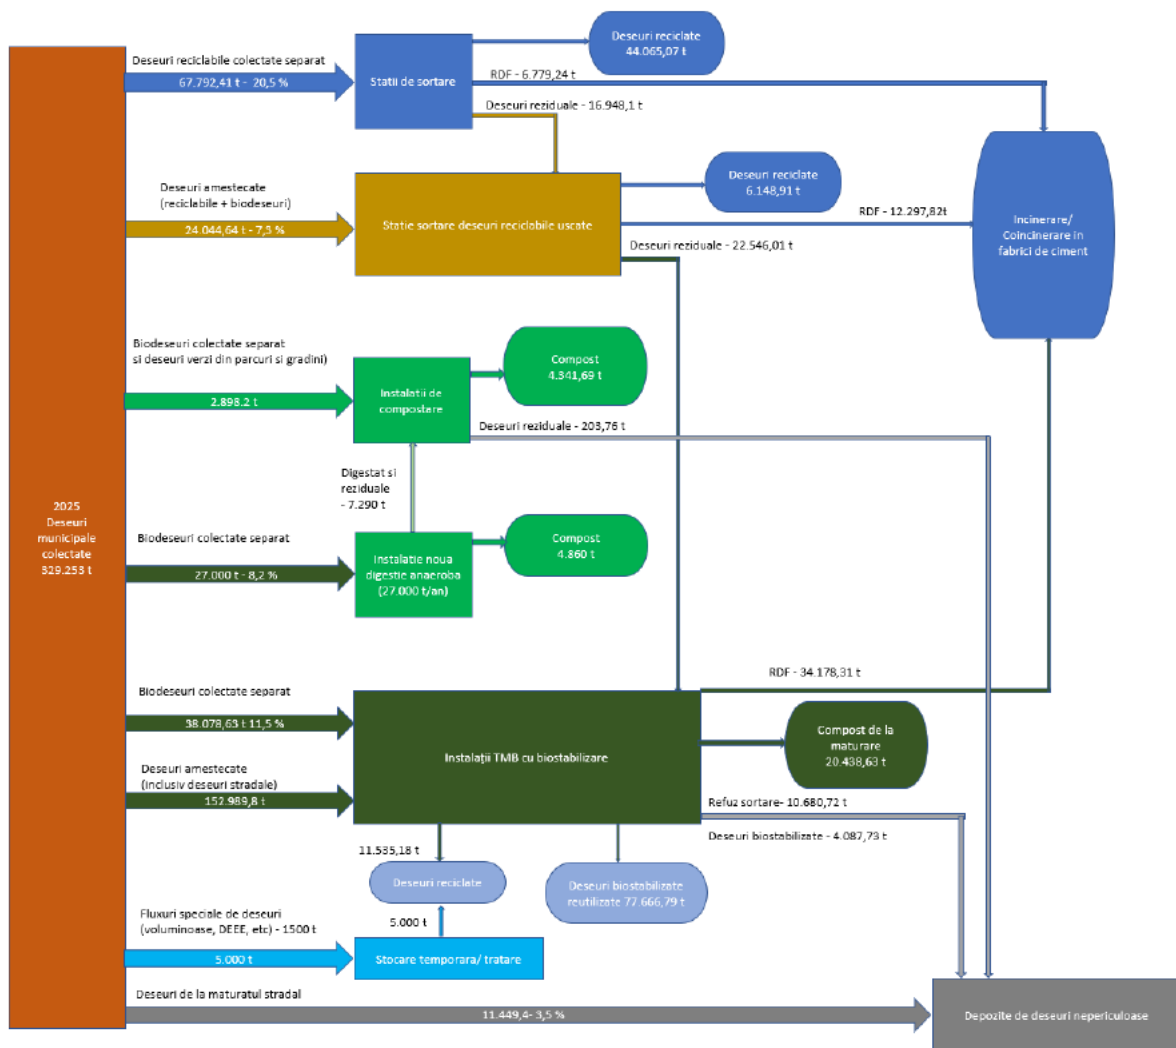 2025
Deseuri
municipale
colectate
329.253 t
Deseuri reciclabile colectate separat
67.792,41 t - 20,5 %
Statii de sortare
Deseuri reciclate
44.065,07 t
RDF - 6.779,24 t
Deseuri reziduale - 16.948,1 t
Deseuri amestecate
(reciclabile + biodeseuri)
24.044,64 t - 7,3 %
Statie sortare deseuri reciclabile uscate
Deseuri reciclate
6.148,91 t
RDF - 12.297,82t
Deseuri reziduale - 22.546,01 t
Incinerare/
Coincinerare in
fabrici de ciment
Biodeseuri colectate separat
si deseuri verzi din parcuri si gradini)
2.898,2 t
Instalatii de
compostare
Compost
4.341,69 t
Deseuri reziduale - 203,76 t
Digestat si
reziduale
- 7.290 t
Biodeseuri colectate separat
27.000 t - 8,2 %
Instalatie noua
digestie anaeroba
(27.000 t/an)
Compost
4.860 t
RDF - 34.178,31 t
Biodeseuri colectate separat
38.078,63 t 11,5 %
Deseuri amestecate
(inclusiv deseuri stradale)
152.989,8 t
Instalații TMB cu biostabilizare
Compost de la
maturare
20.438,63 t
Refuz sortare- 10.680,72 t
Deseuri biostabilizate - 4.087,73 t
11.535,18 t
Deseuri reciclate
Deseuri biostabilizate
reutilizate 77.666,79 t
Fluxuri speciale de deseuri
(voluminoase, DEEE, etc) - 1500 t
5.000 t
5.000 t
Stocare temporara/ tratare
Deseuri de la maturatul stradal
11.449,4- 3,5 %
Depozite de deseuri nepericuloase